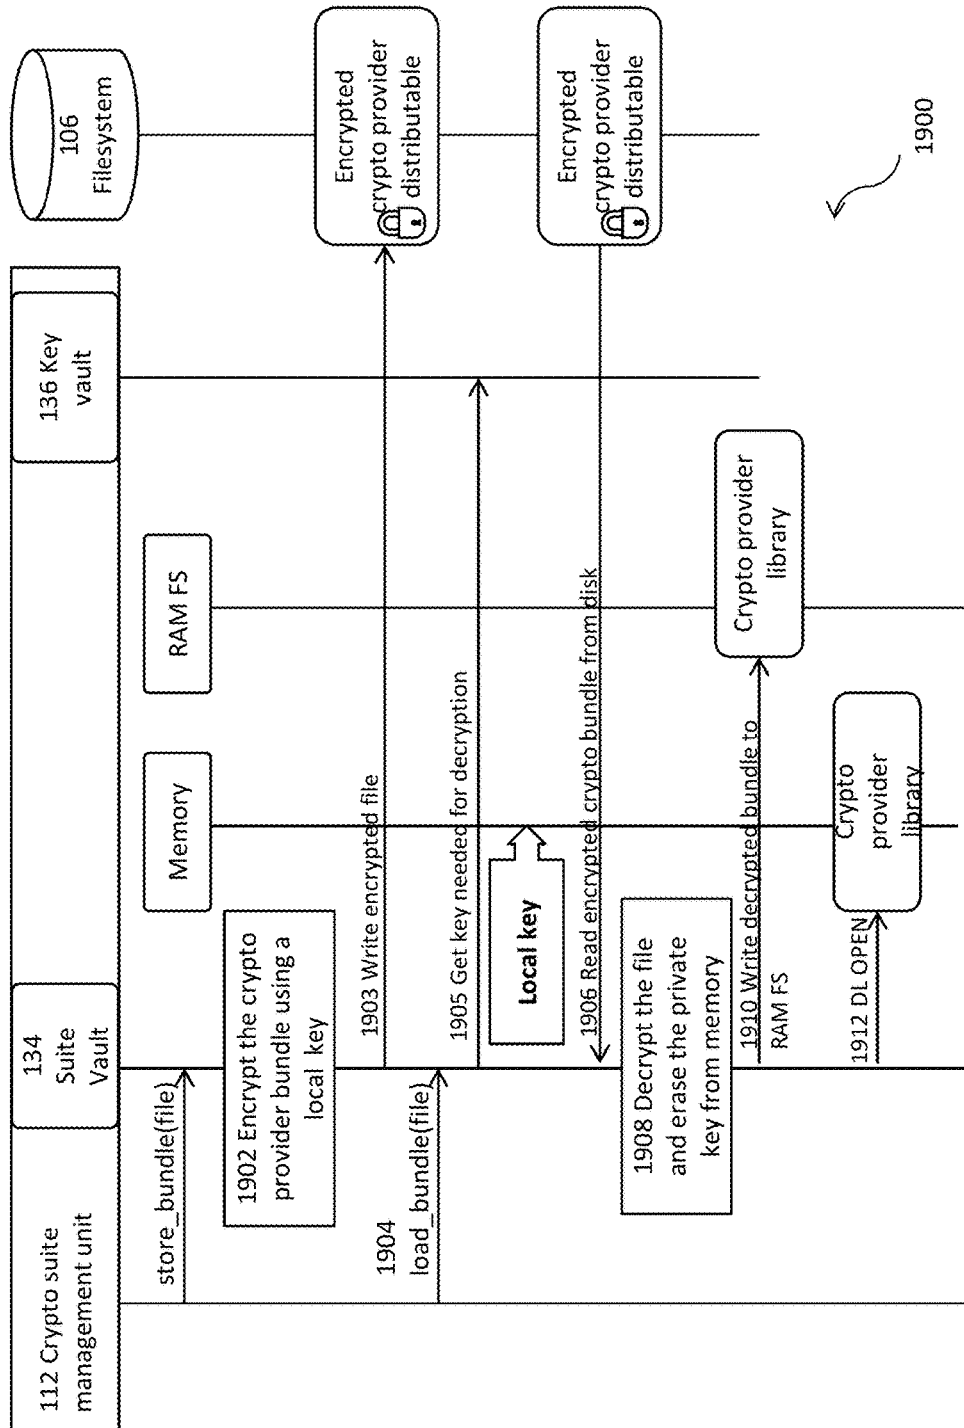 112 Crypto suite
management unit
134
Suite
Vault
136 Key
vault
106
Filesystem
Memory
RAM FS
store_bundle(file)
1902 Encrypt the crypto
provider bundle using a
local key
1903 Write encrypted file
Encrypted
crypto provider
distributable
1904
load_bundle(file)
1905 Get key needed for decryption
Local key
1906 Read encrypted crypto bundle from disk
Encrypted
crypto provider
distributable
1908 Decrypt the file
and erase the private
key from memory
1910 Write decrypted bundle to
RAM FS
Crypto provider
library
1912 DL OPEN
Crypto
provider
library
1900